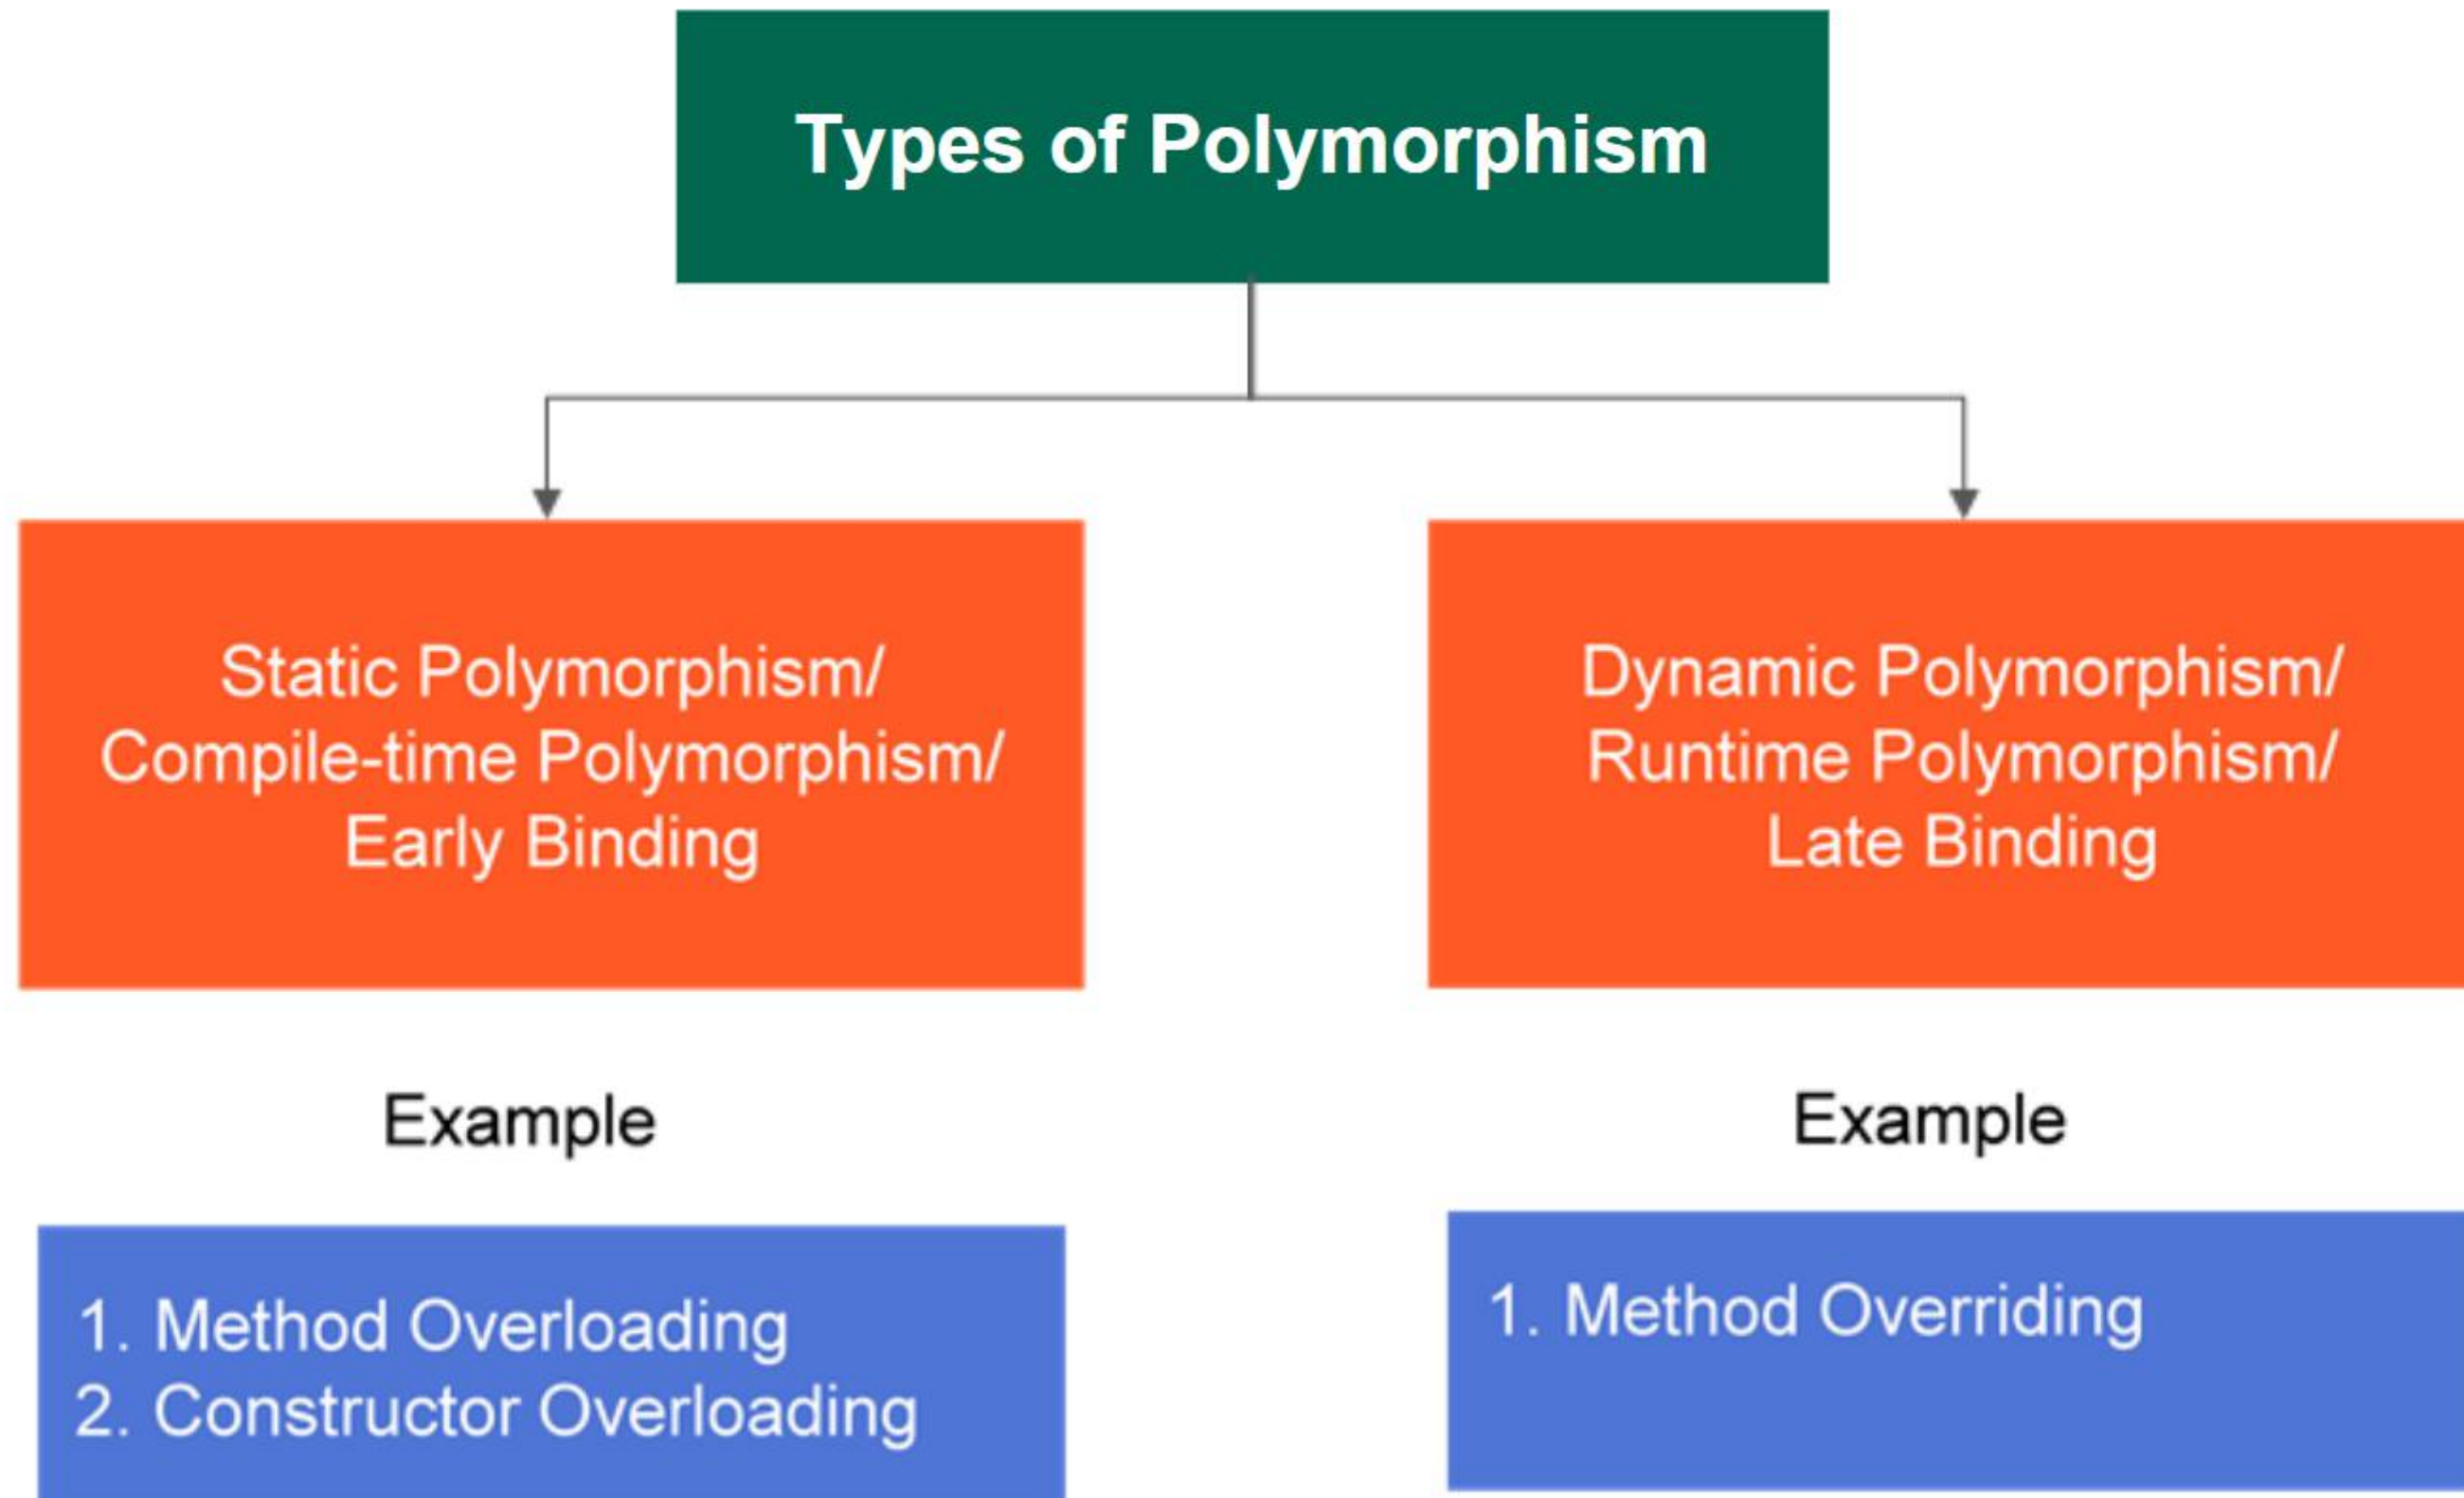 Types of Polymorphism
Static Polymorphism/
Compile-time Polymorphism/
Early Binding
Dynamic Polymorphism/
Runtime Polymorphism/
Late Binding
Example
1. Method Overloading
2. Constructor Overloading
Example
1. Method Overriding